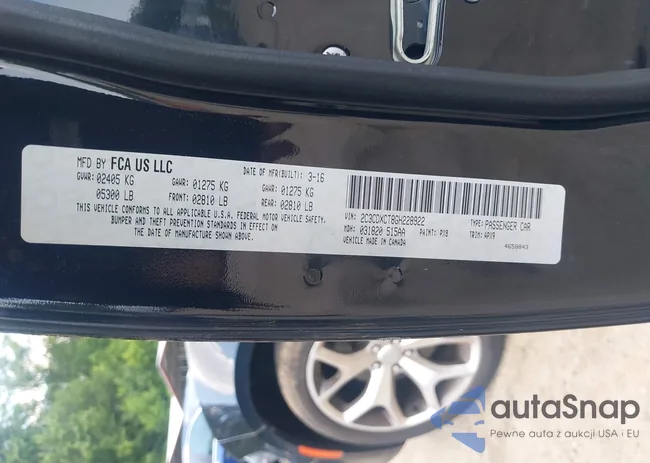 MFD BY FCA US LLC
DATE OF MFR(BUILT): 3-16
GVWR: 02405 KG
GAWR: 01275 KG
GAWR: 01275 KG
05300 LB
FRONT: 02810 LB
REAR: 02810 LB
THIS VEHICLE CONFORMS TO ALL APPLICABLE U.S.A. FEDERAL MOTOR VEHICLE SAFETY,
BUMPER AND THEFT PREVENTION STANDARDS IN EFFECT
ON THE DATE OF MANUFACTURE SHOWN ABOVE.
VIN: 2C3CDXCT8GH228922
TYPE: PASSENGER CAR
MDH: 031820 515AA
PAINT: PX8
TRIM: APX9
VEHICLE MADE IN CANADA
4658843
autaSnap
Pewne auta z aukcji USA i EU